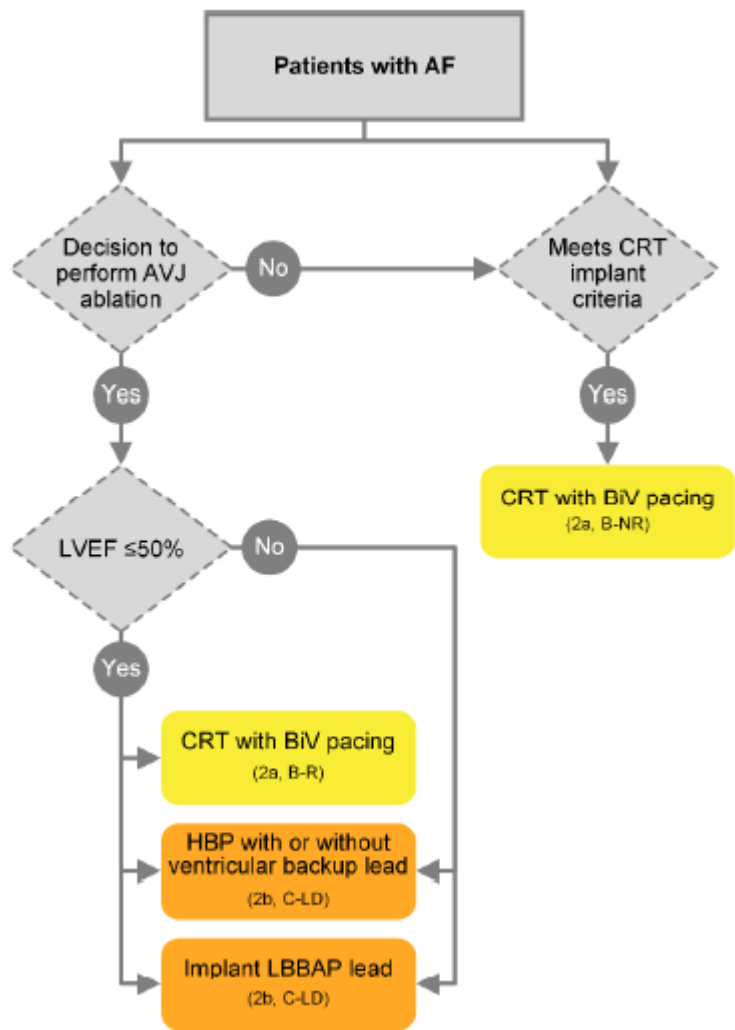 Patients with AF
Decision to
perform AVJ
ablation
No
Meets CRT
implant
criteria
Yes
Yes
CRT with BiV pacing
(2a, B-NR)
LVEF ≤50%
No
Yes
CRT with BiV pacing
(2a, B-R)
HBP with or without
ventricular backup lead
(2b, C-LD)
Implant LBBAP lead
(2b, C-LD)